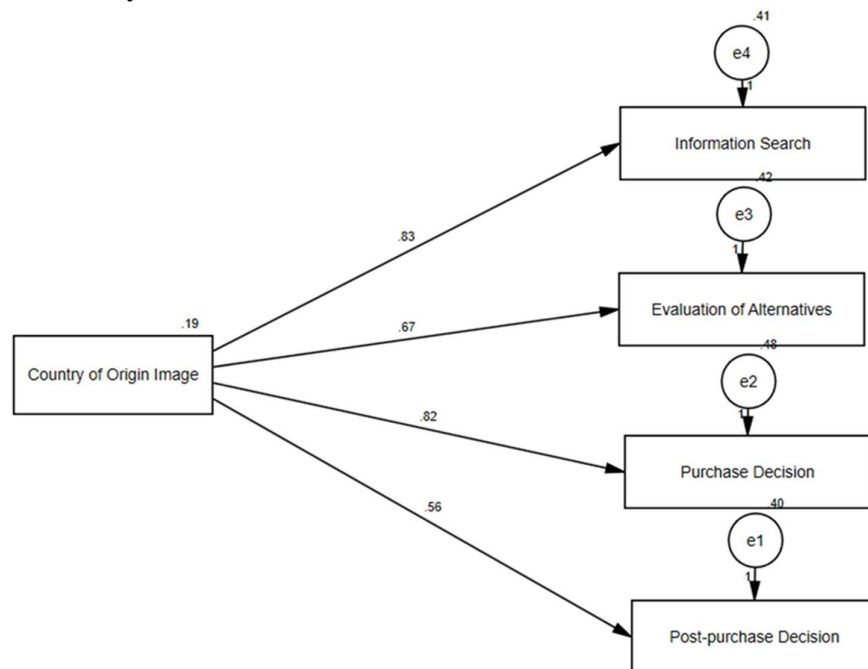 .41
e4
1
Information Search
.42
e3
.83
1
Evaluation of Alternatives
.19
.67
.48
Country of Origin Image
e2
1
.82
Purchase Decision
.40
.56
e1
1
Post-purchase Decision